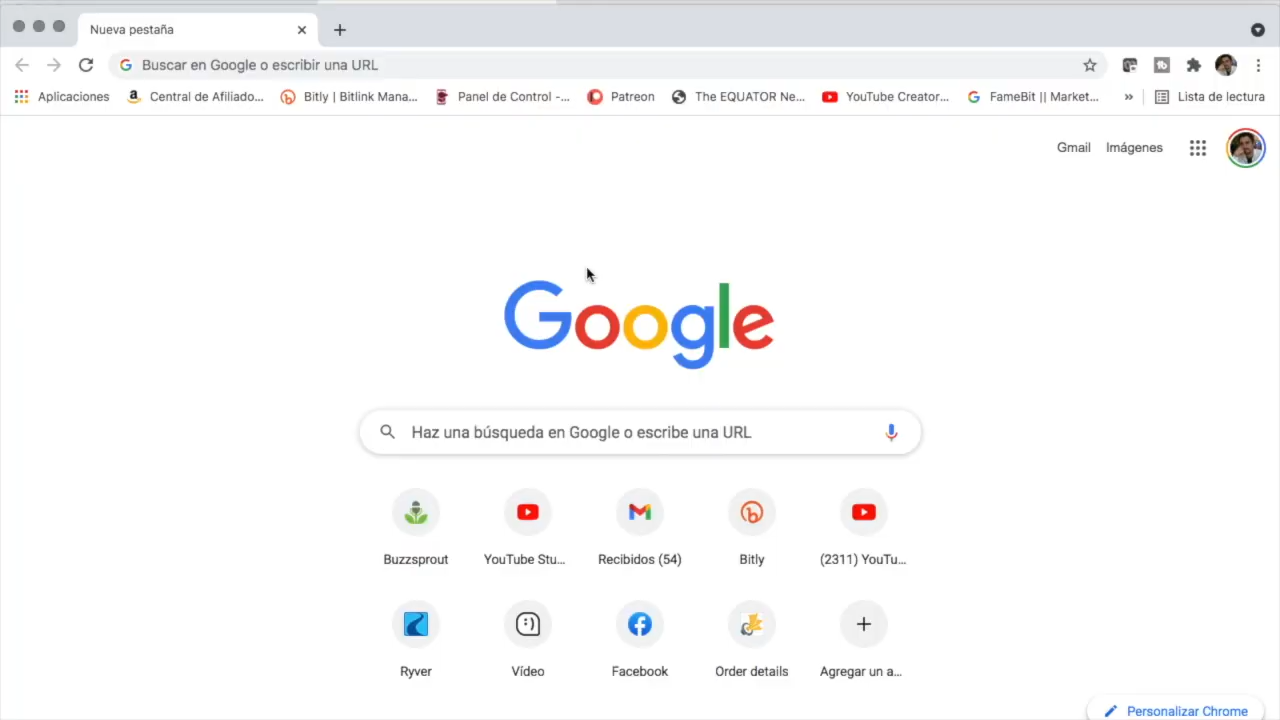 Nueva pestaña
Buscar en Google o escribir una URL
Aplicaciones
Central de Afiliado...
Bitly | Bitlink Mana...
Panel de Control -...
Patreon
The EQUATOR Ne...
YouTube Creator...
FameBit || Market...
»
Lista de lectura
Gmail
Imágenes
Google
Haz una búsqueda en Google o escribe una URL
Buzzsprout
YouTube Stu...
Recibidos (54)
Bitly
(2311) YouTu...
Ryver
Vídeo
Facebook
Order details
Agregar un a...
Personalizar Chrome